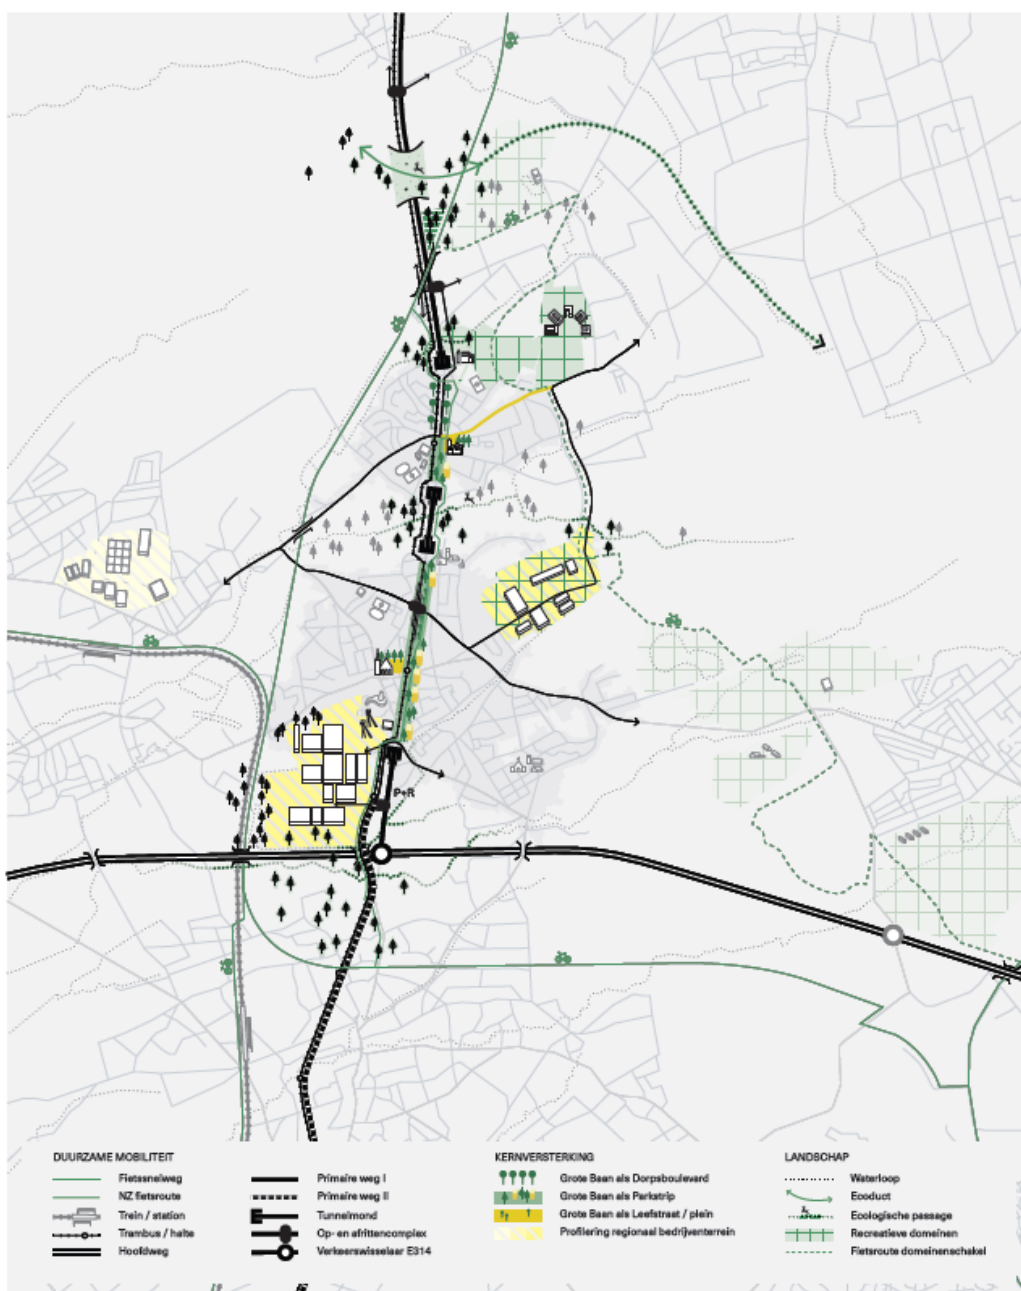 P+R
DUURZAME MOBILITEIT
Fietssnelweg
NZ fietsroute
Trein / station
Trambus / halte
Hoofdweg
Primaire weg I
Primaire weg II
Tunnelmond
Op- en afrittencomplex
Verkeerswisselaar E314
KERNVERSTERKING
Grote Baan als Dorpsboulevard
Grote Baan als Parkstrip
Grote Baan als Leefstraat / plein
Profilering regionaal bedrijventerrein
LANDSCHAP
Waterloop
Ecoduct
Ecologische passage
Recreatieve domeinen
Fietsroute domeinenschakel